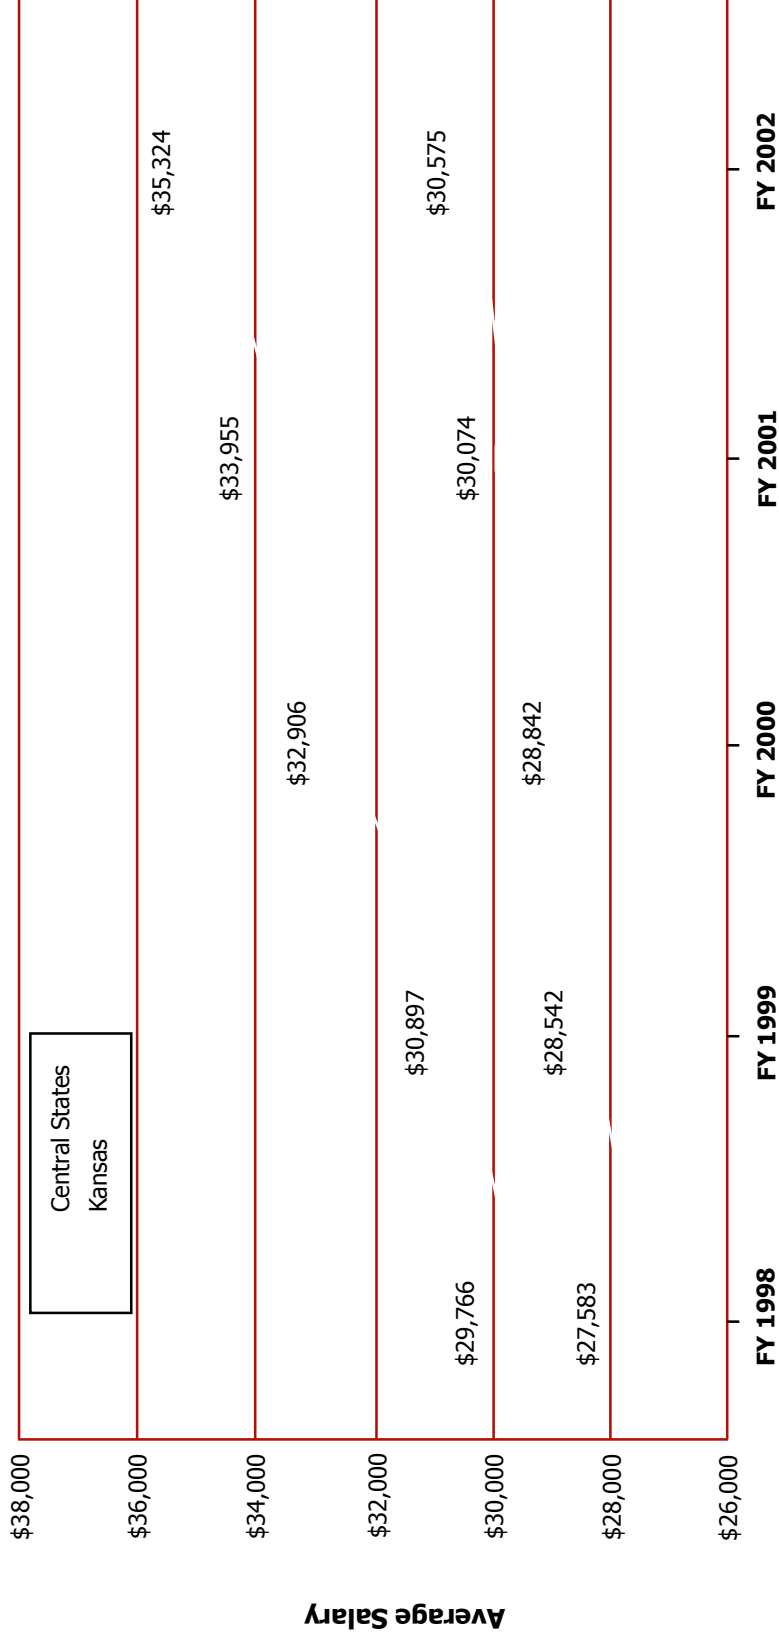 $38,000
$36,000
$34,000
$32,000
$30,000
$28,000
$26,000
Average Salary
Central States
Kansas
$29,766
$30,897
$32,906
$33,955
$35,324
$27,583
$28,542
$28,842
$30,074
$30,575
FY 1998
FY 1999
FY 2000
FY 2001
FY 2002